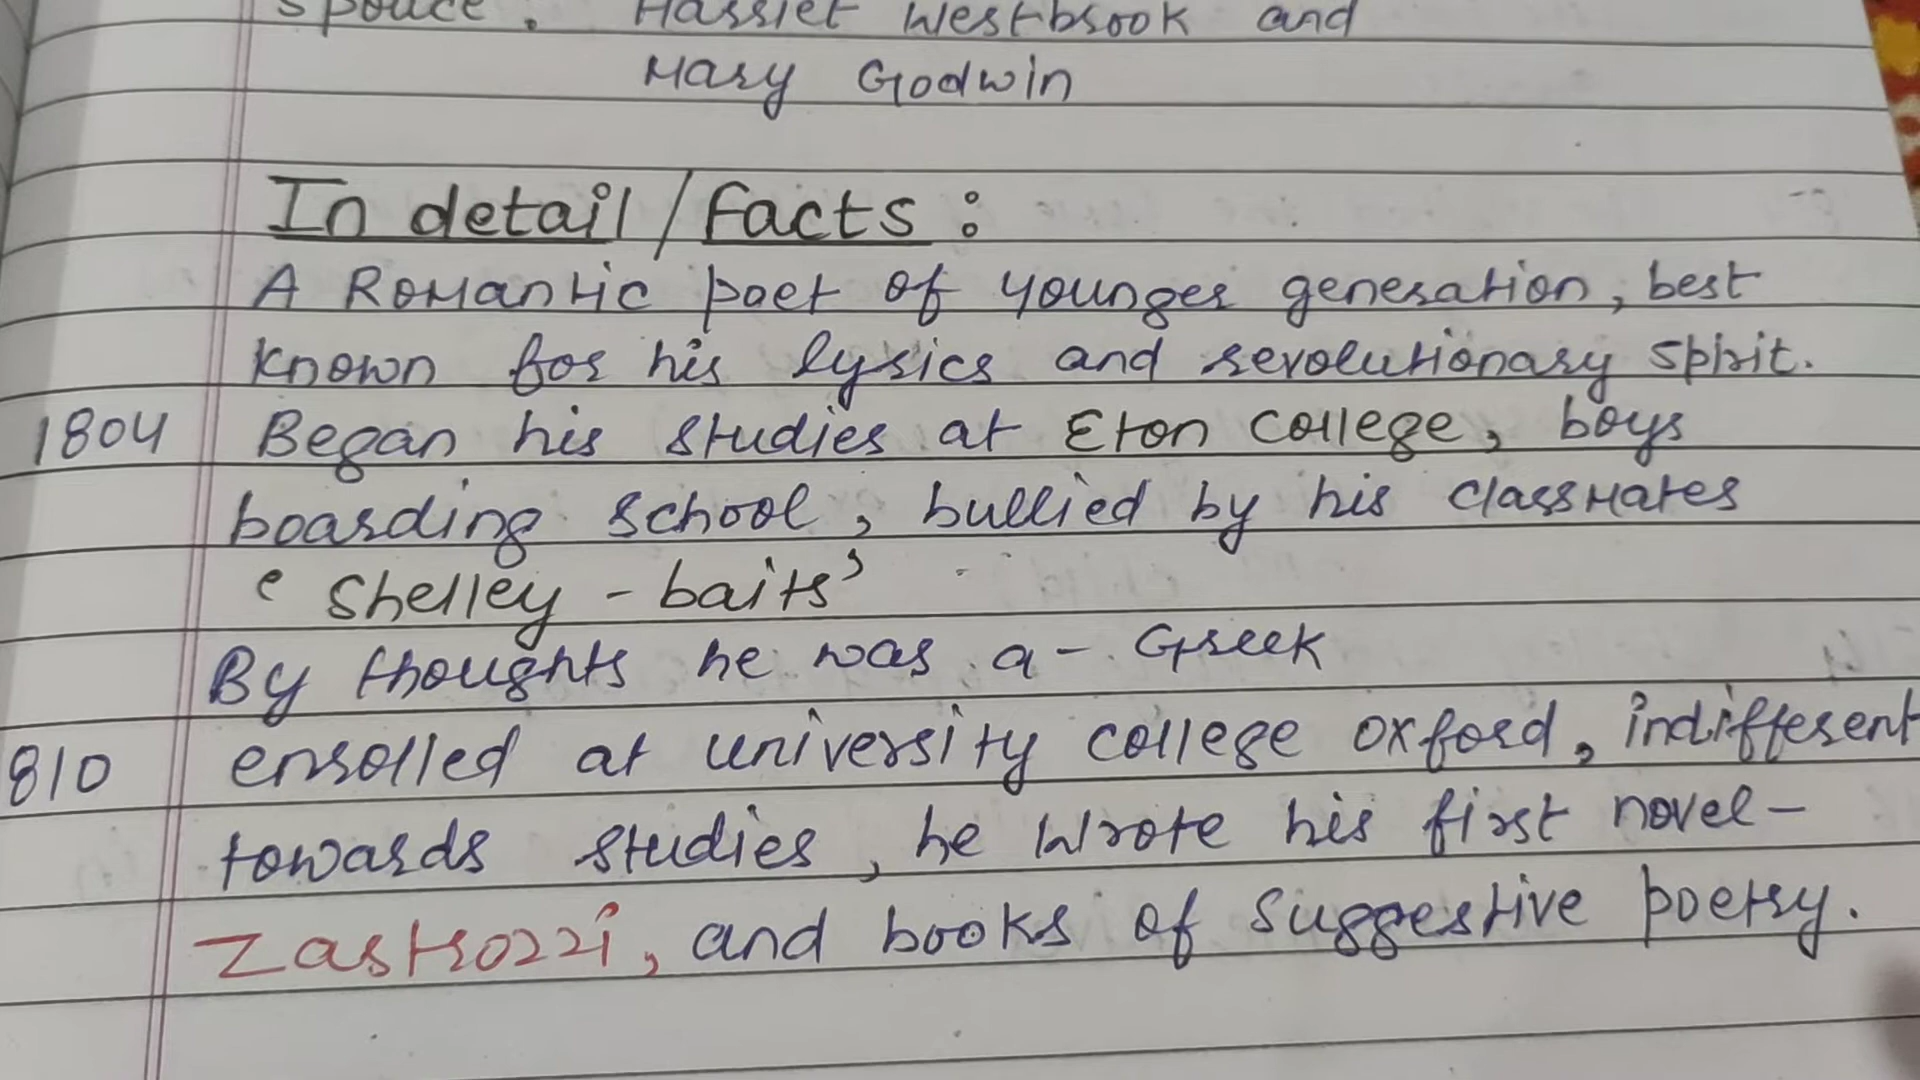 Spouce : Harriet Westbrook and
Mary Godwin
In detail / Facts :
A Romantic poet of younger generation, best
known for his lyrics and revolutionary spirit.
1804 Began his studies at Eton College, boys
boarding school, bullied by his classmates
‘Shelley - baits’
By thoughts he was a - Greek
810 enrolled at university college oxford, indifferent
towards studies, he wrote his first novel -
Zastrozzi, and books of suggestive poetry.